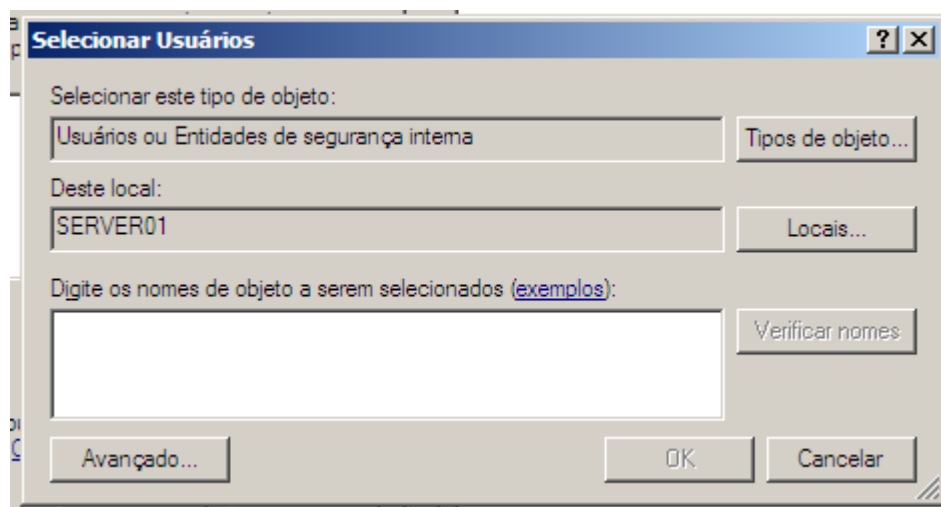 Selecionar Usuários
Selecionar este tipo de objeto:
Usuários ou Entidades de segurança interna
Tipos de objeto...
Deste local:
SERVER01
Locais...
Digite os nomes de objeto a serem selecionados (exemplos):
Verificar nomes
Avançado...
OK
Cancelar